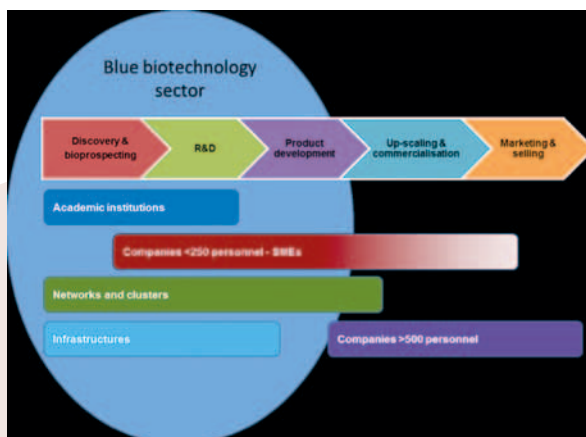 Blue biotechnology
sector
Discovery &
bioprospecting
R&D
Product
development
Up-scaling &
commercialisation
Marketing &
selling
Academic institutions
Companies <250 personnel - SMEs
Networks and clusters
Infrastructures
Companies >500 personnel